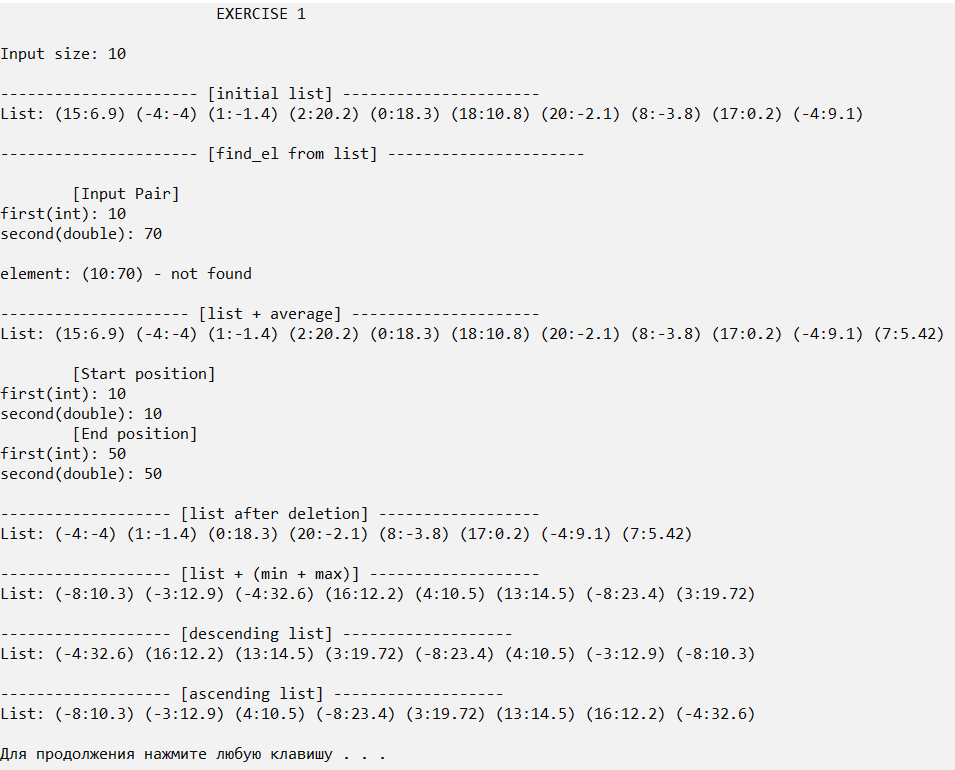 EXERCISE 1
Input size: 10
---------------------- [initial list] ----------------------
List: (15:6.9) (-4:-4) (1:-1.4) (2:20.2) (0:18.3) (18:10.8) (20:-2.1) (8:-3.8) (17:0.2) (-4:9.1)
---------------------- [find_el from list] ----------------------
[Input Pair]
first(int): 10
second(double): 70
element: (10:70) - not found
--------------------- [list + average] ---------------------
List: (15:6.9) (-4:-4) (1:-1.4) (2:20.2) (0:18.3) (18:10.8) (20:-2.1) (8:-3.8) (17:0.2) (-4:9.1) (7:5.42)
[Start position]
first(int): 10
second(double): 10
[End position]
first(int): 50
second(double): 50
------------------- [list after deletion] ------------------
List: (-4:-4) (1:-1.4) (0:18.3) (20:-2.1) (8:-3.8) (17:0.2) (-4:9.1) (7:5.42)
------------------- [list + (min + max)] -------------------
List: (-8:10.3) (-3:12.9) (-4:32.6) (16:12.2) (4:10.5) (13:14.5) (-8:23.4) (3:19.72)
------------------- [descending list] -------------------
List: (-4:32.6) (16:12.2) (13:14.5) (3:19.72) (-8:23.4) (4:10.5) (-3:12.9) (-8:10.3)
------------------- [ascending list] -------------------
List: (-8:10.3) (-3:12.9) (4:10.5) (-8:23.4) (3:19.72) (13:14.5) (16:12.2) (-4:32.6)
Для продолжения нажмите любую клавишу . . .